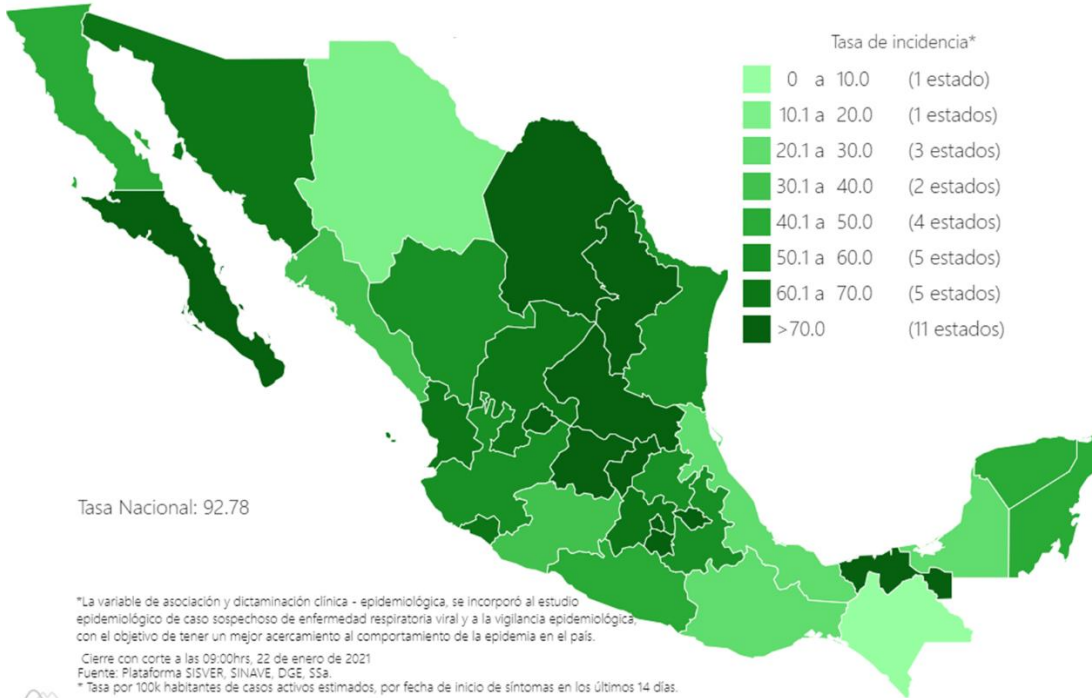 Tasa de incidencia*
0 a 10.0 (1 estado)
10.1 a 20.0 (1 estados)
20.1 a 30.0 (3 estados)
30.1 a 40.0 (2 estados)
40.1 a 50.0 (4 estados)
50.1 a 60.0 (5 estados)
60.1 a 70.0 (5 estados)
>70.0 (11 estados)
Tasa Nacional: 92.78
*La variable de asociación y dictaminación clínica - epidemiológica, se incorporó al estudio
epidemiológico de caso sospechoso de enfermedad respiratoria viral y a la vigilancia epidemiológica,
con el objetivo de tener un mejor acercamiento al comportamiento de la epidemia en el país.
Cierre con corte a las 09:00hrs, 22 de enero de 2021
Fuente: Plataforma SISVER, SINAVE, DGE, SSa.
* Tasa por 100k habitantes de casos activos estimados, por fecha de inicio de síntomas en los últimos 14 días.